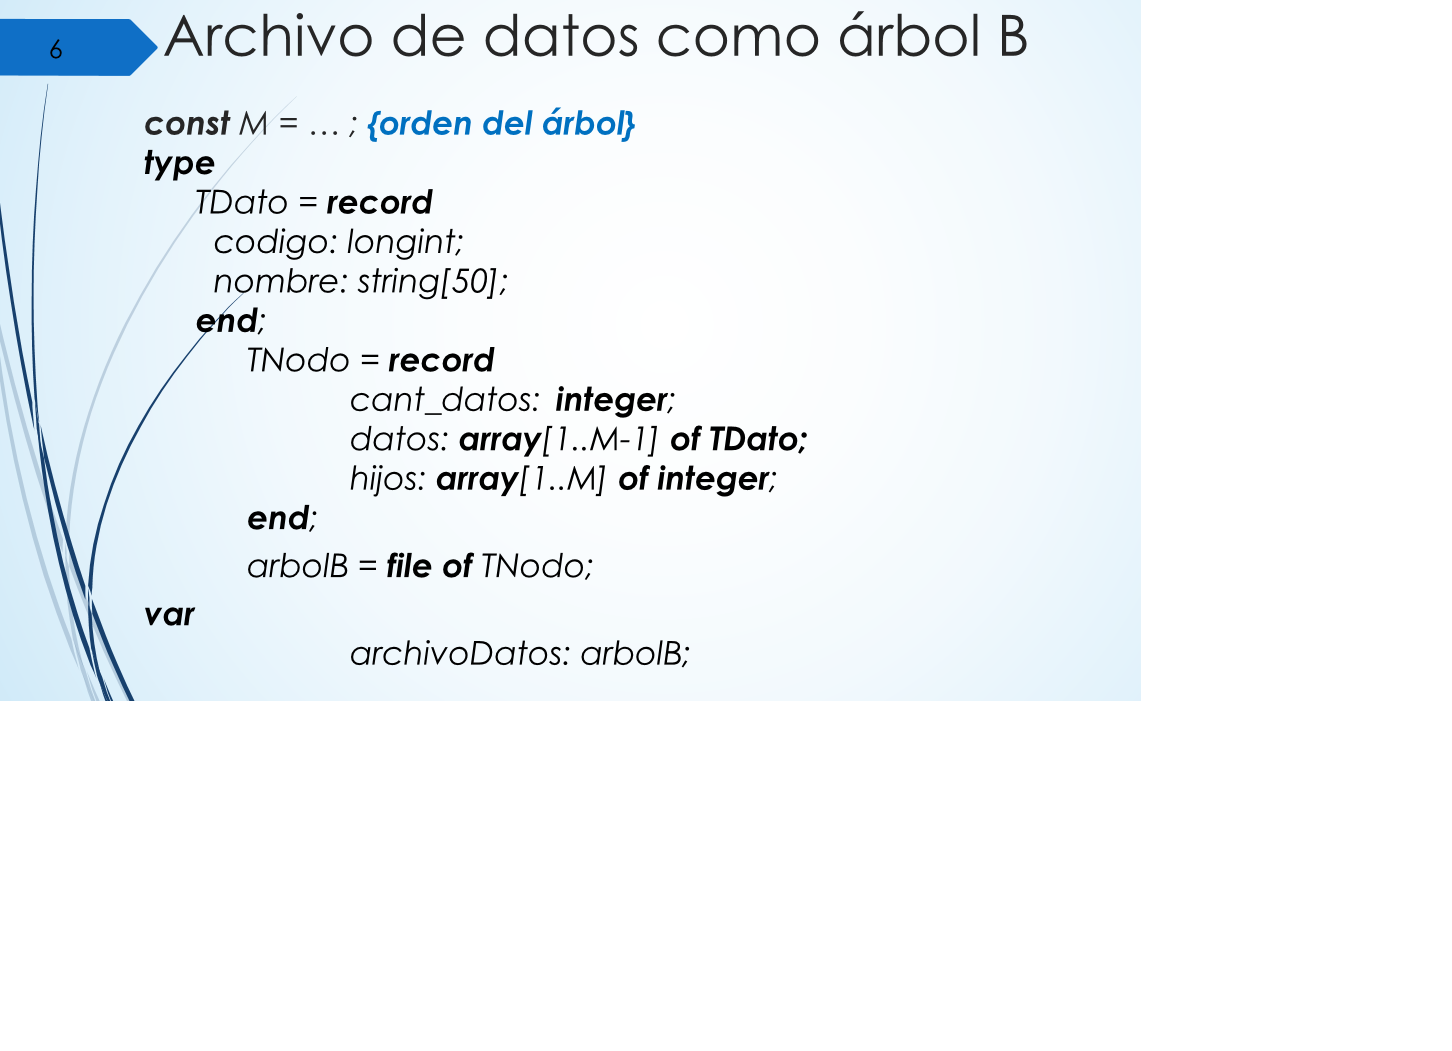 6
Archivo de datos como árbol B
const M = … ; {orden del árbol}
type
TDato = record
codigo: longint;
nombre: string[50];
end;
TNodo = record
cant_datos: integer;
datos: array[1..M-1] of TDato;
hijos: array[1..M] of integer;
end;
arbolB = file of TNodo;
var
archivoDatos: arbolB;